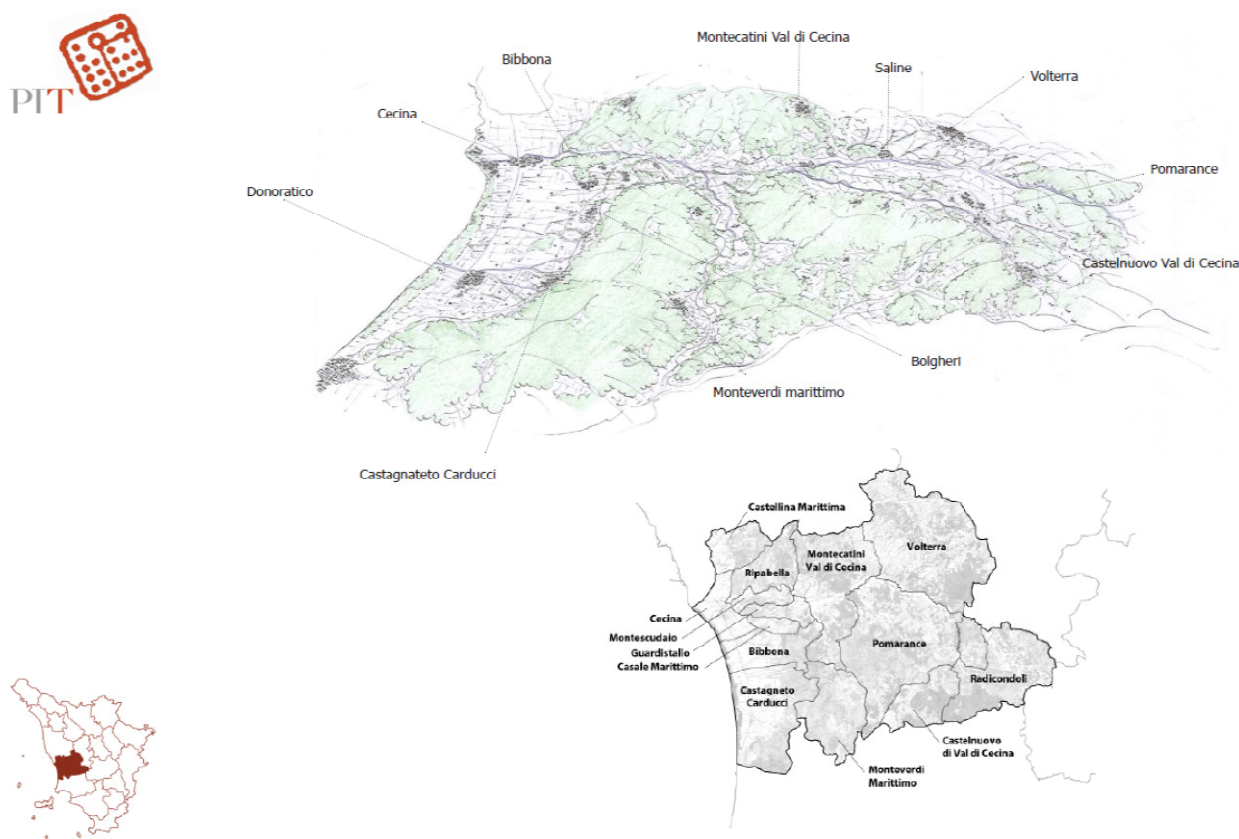 PIT
Montecatini Val di Cecina
Bibbona
Saline
Volterra
Cecina
Pomarance
Donoratico
Castelnuovo Val di Cecina
Bolgheri
Monteverdi marittimo
Castagnateto Carducci
Castellina Marittima
Volterra
Montecatini
Val di Cecina
Ripabella
Cecina
Montescudaio
Guardistallo
Casale Marittimo
Bibbona
Pomarance
Radicondoli
Castagneto
Carducci
Castelnuovo
di Val di Cecina
Monteverdi
Marittimo